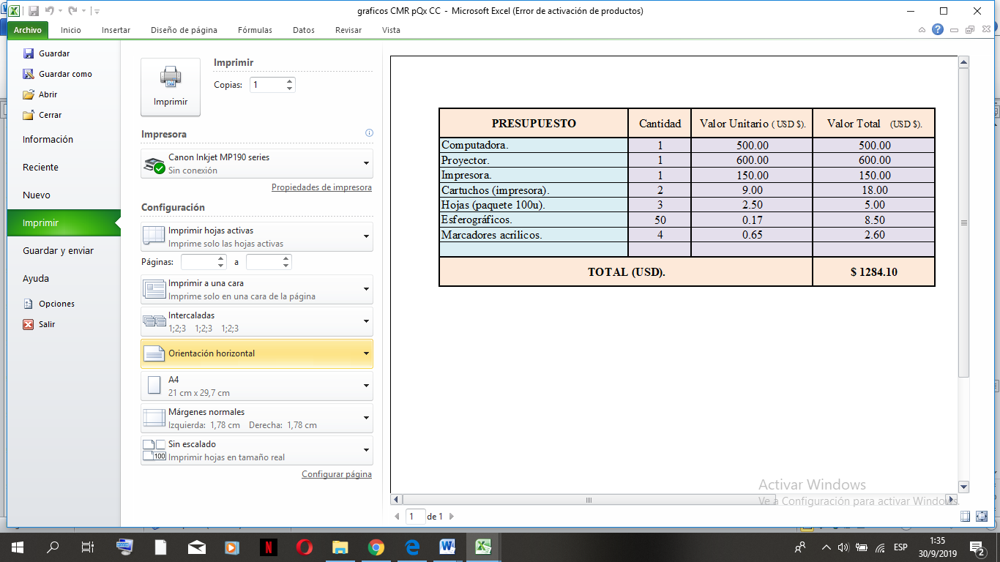 graficos CMR pQx CC - Microsoft Excel (Error de activación de productos)
Archivo Inicio Insertar Diseño de página Fórmulas Datos Revisar Vista
Guardar
Guardar como
Abrir
Cerrar
Información
Reciente
Nuevo
Imprimir
Guardar y enviar
Ayuda
Opciones
Salir
Imprimir
Imprimir
Copias: 1
Impresora
Canon Inkjet MP190 series
Sin conexión
Propiedades de impresora
Configuración
Imprimir hojas activas
Imprime solo las hojas activas
Páginas: a
Imprimir a una cara
Imprime solo en una cara de la página
Intercaladas
1;2;3 1;2;3 1;2;3
Orientación horizontal
A4
21 cm x 29,7 cm
Márgenes normales
Izquierda: 1,78 cm Derecha: 1,78 cm
Sin escalado
100
Imprimir hojas en tamaño real
Configurar página
PRESUPUESTO Cantidad Valor Unitario ( USD $). Valor Total (USD $).
Computadora. 1 500.00 500.00
Proyector. 1 600.00 600.00
Impresora. 1 150.00 150.00
Cartuchos (impresora). 2 9.00 18.00
Hojas (paquete 100u). 3 2.50 5.00
Esferográficos. 50 0.17 8.50
Marcadores acrílicos. 4 0.65 2.60
TOTAL (USD). $ 1284.10
Activar Windows
Ve a Configuración para activar Windows.
1 de 1
ESP
1:35
30/9/2019
2